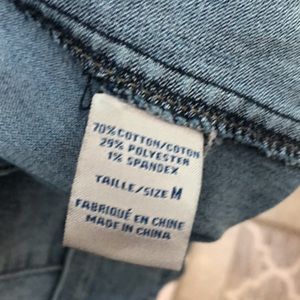 70% COTTON/COTON
29% POLYESTER
1% SPANDEX
TAILLE/SIZE M
FABRIQUÉ EN CHINE
MADE IN CHINA